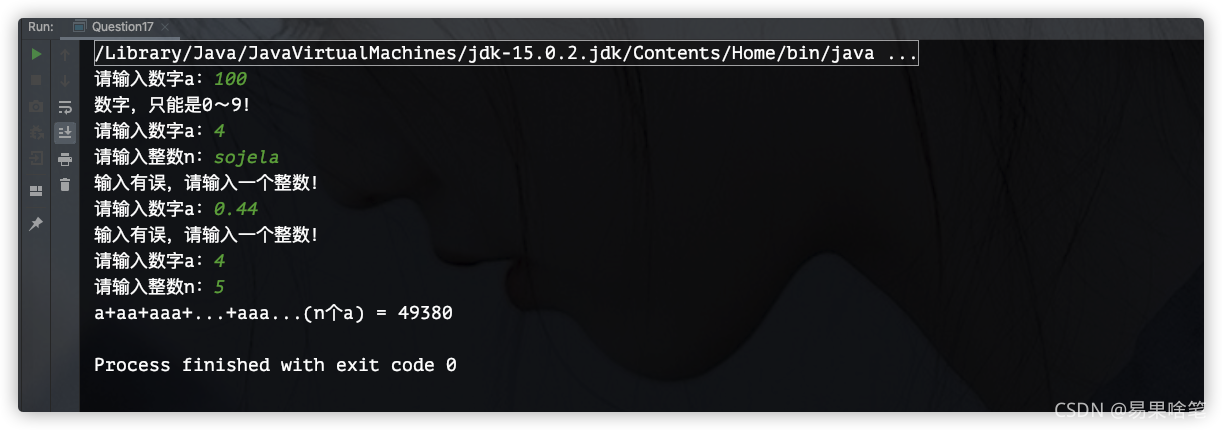 Run: Question17
/Library/Java/JavaVirtualMachines/jdk-15.0.2.jdk/Contents/Home/bin/java ...
请输入数字a：100
数字，只能是0～9！
请输入数字a：4
请输入整数n：sojela
输入有误，请输入一个整数！
请输入数字a：0.44
输入有误，请输入一个整数！
请输入数字a：4
请输入整数n：5
a+aa+aaa+...+aaa...(n个a) = 49380
Process finished with exit code 0
CSDN @易果啥笔